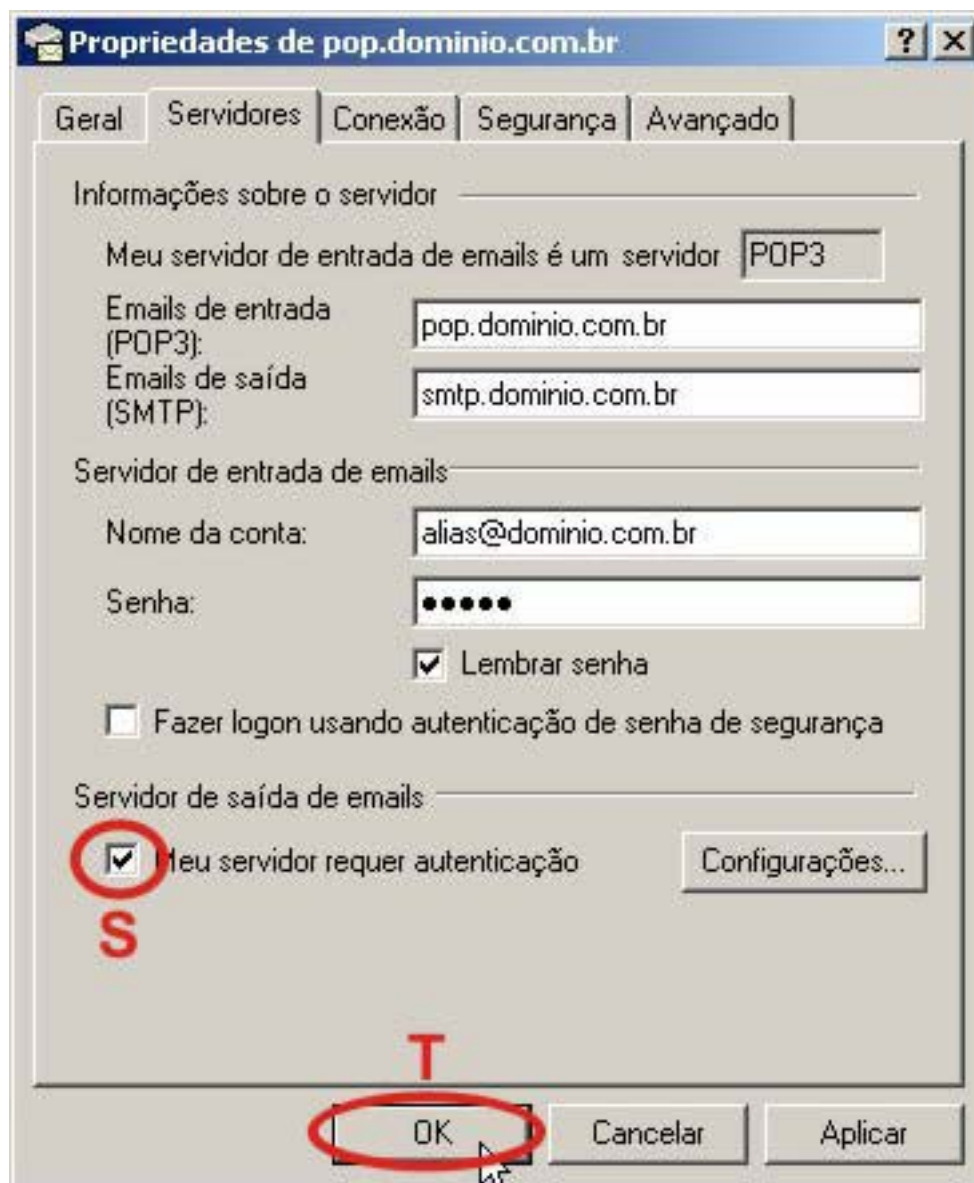 Propriedades de pop.dominio.com.br
Geral Servidores Conexão Segurança Avançado
Informações sobre o servidor
Meu servidor de entrada de emails é um servidor POP3
Emails de entrada
(POP3): pop.dominio.com.br
Emails de saída
(SMTP): smtp.dominio.com.br
Servidor de entrada de emails
Nome da conta: alias@dominio.com.br
Senha: •••••
Lembrar senha
Fazer logon usando autenticação de senha de segurança
Servidor de saída de emails
Meu servidor requer autenticação Configurações...
S
T
OK Cancelar Aplicar